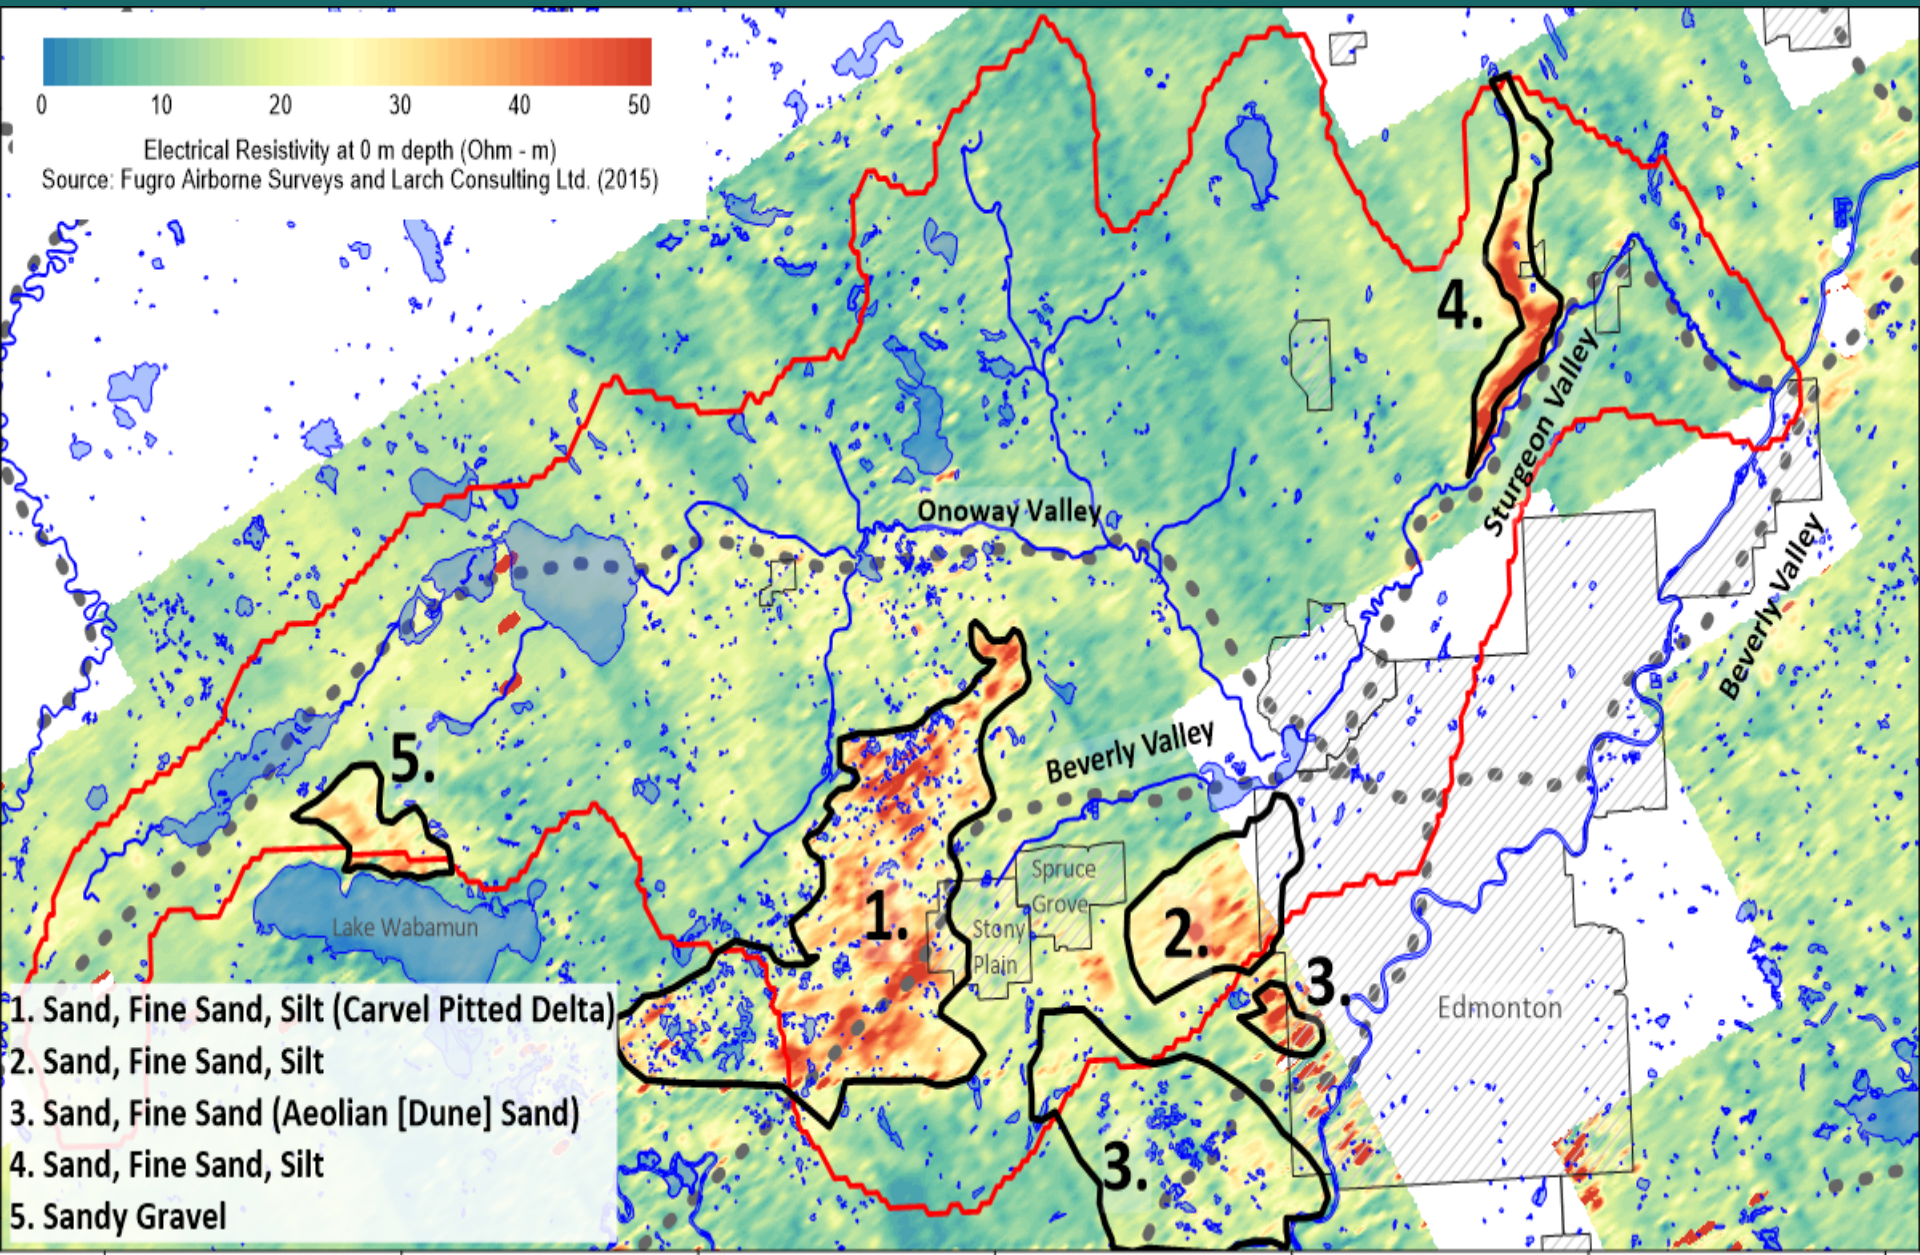 0 10 20 30 40 50
Electrical Resistivity at 0 m depth (Ohm - m)
Source: Fugro Airborne Surveys and Larch Consulting Ltd. (2015)
4.
Sturgeon Valley
Onoway Valley
Beverly Valley
5.
Beverly Valley
Spruce
Grove
Stony
Plain
1.
2.
Lake Wabamun
3.
Edmonton
3.
1. Sand, Fine Sand, Silt (Carvel Pitted Delta)
2. Sand, Fine Sand, Silt
3. Sand, Fine Sand (Aeolian [Dune] Sand)
4. Sand, Fine Sand, Silt
5. Sandy Gravel